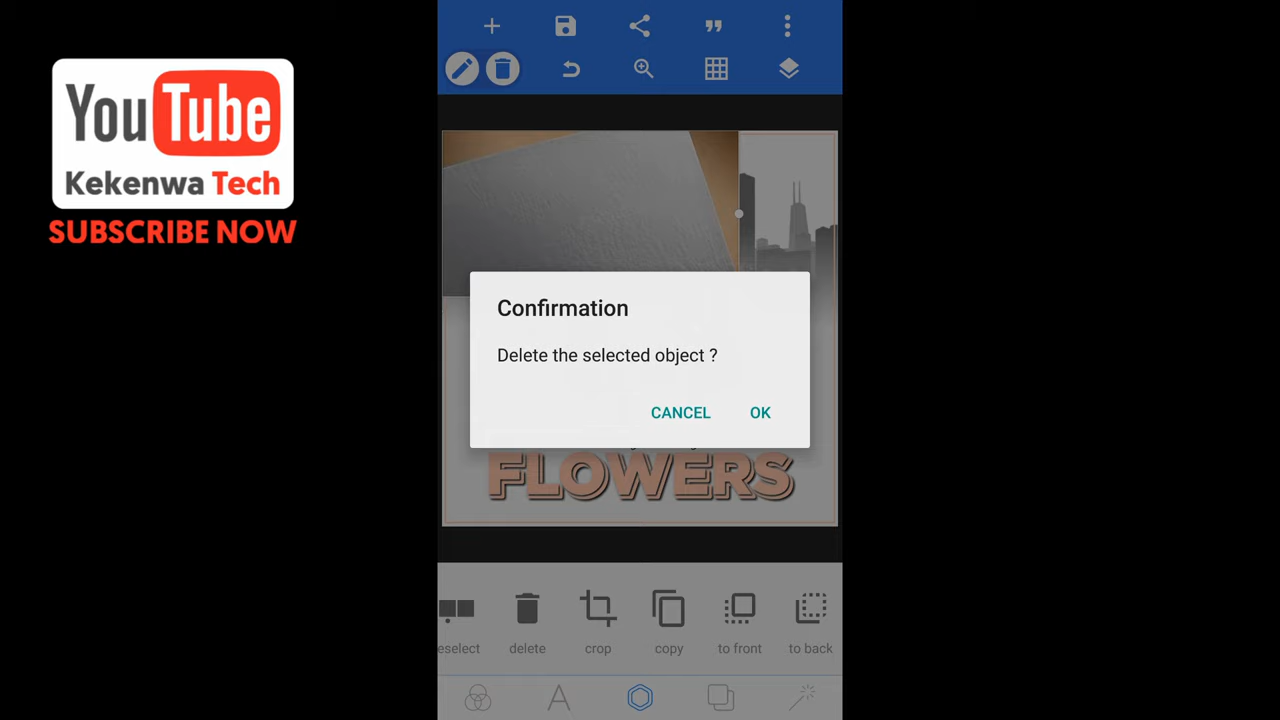 YouTube
Kekenwa Tech
SUBSCRIBE NOW
Confirmation
Delete the selected object ?
CANCEL OK
FLOWERS
eselect delete crop copy to front to back